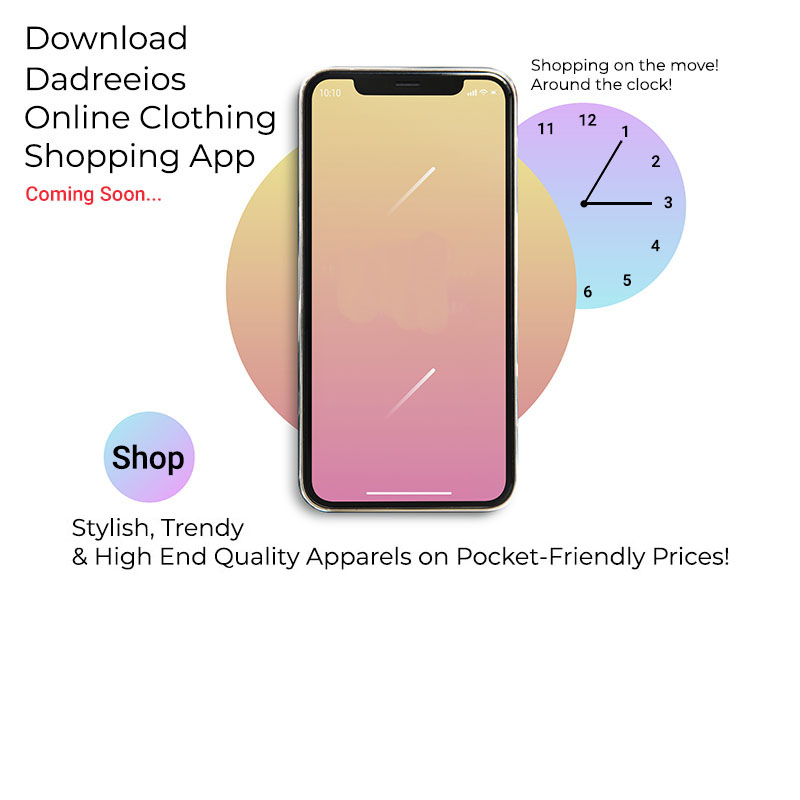 Download
Dadreeios
Online Clothing
Shopping App
Coming Soon...
Shopping on the move!
Around the clock!
10:10
11
12
1
2
3
4
5
6
Shop
Stylish, Trendy
& High End Quality Apparels on Pocket-Friendly Prices!